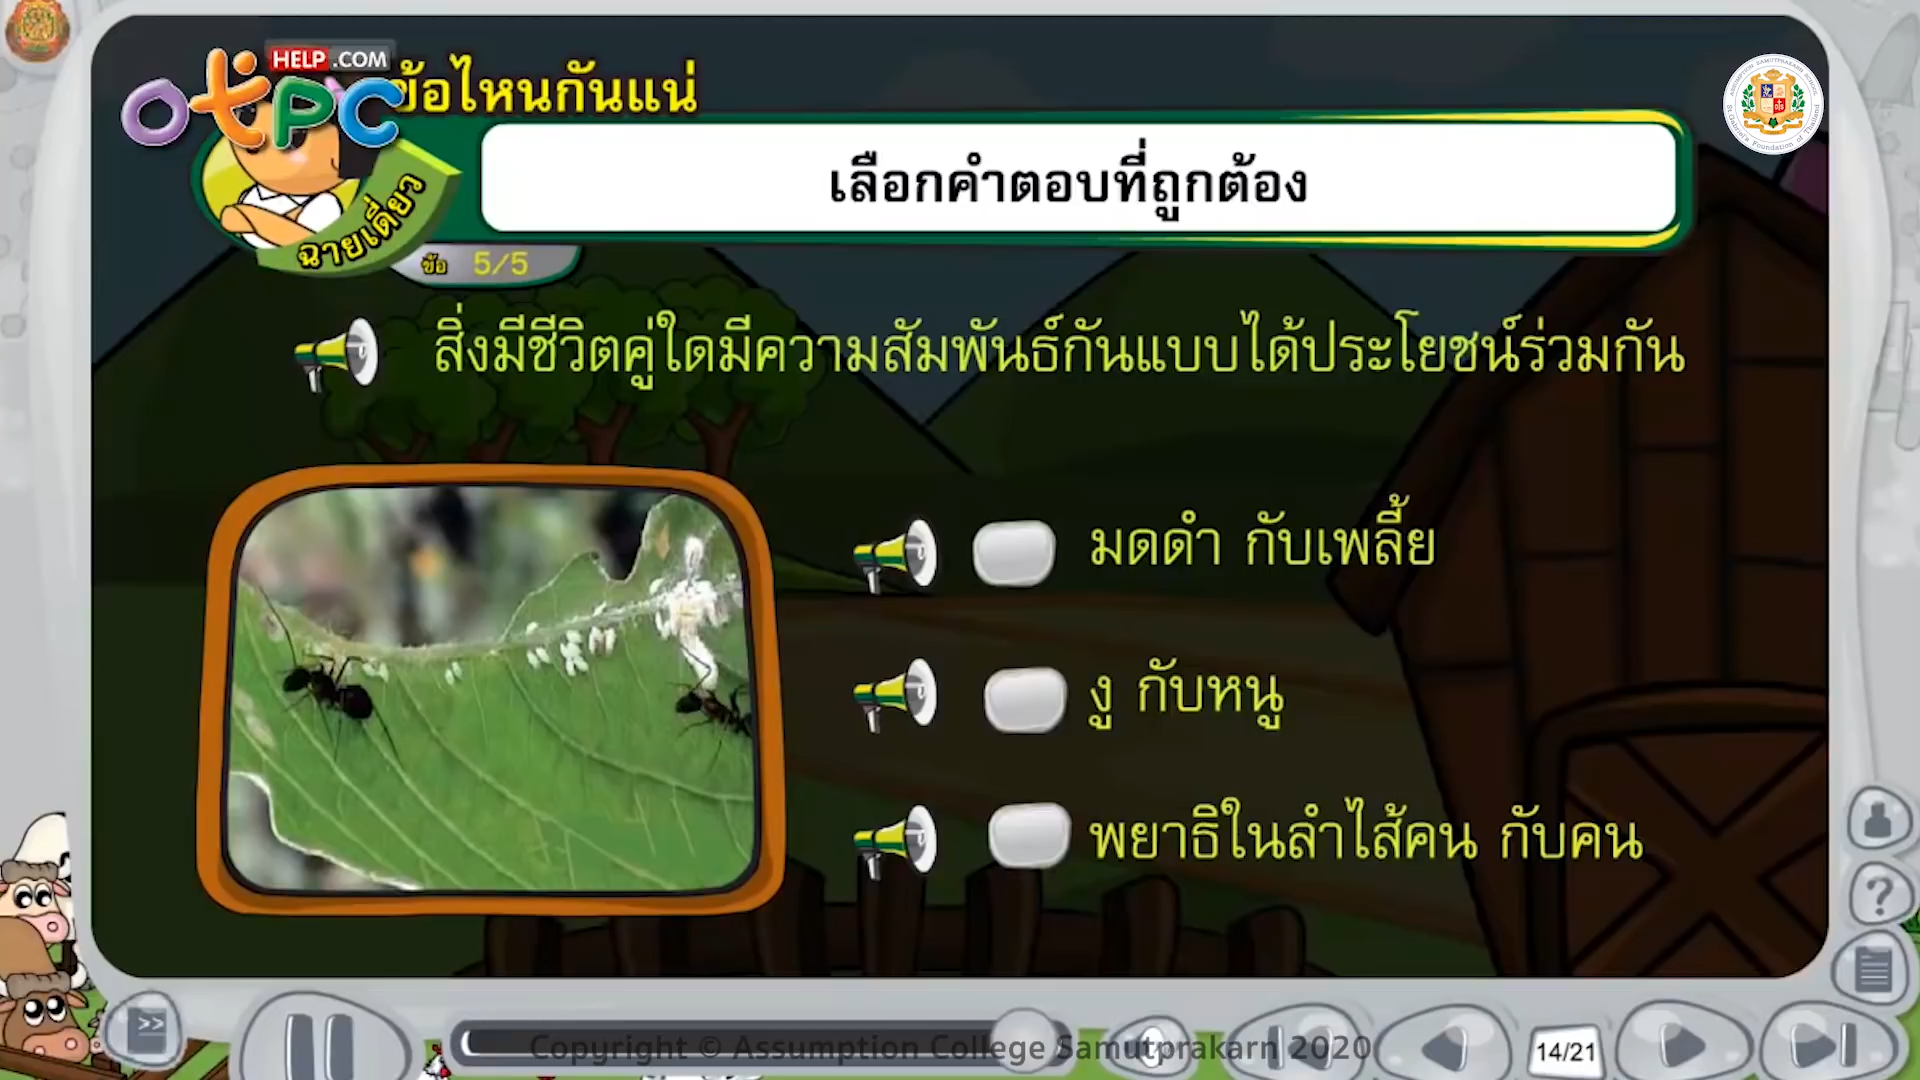 HELP .COM
otPC
ข้อไหนกันแน่
เลือกคำตอบที่ถูกต้อง
ฉายเดี่ยว
ข้อ 5/5
สิ่งมีชีวิตคู่ใดมีความสัมพันธ์กันแบบได้ประโยชน์ร่วมกัน
มดดำ กับเพลี้ย
งู กับหนู
พยาธิในลำไส้คน กับคน
Copyright © Assumption College Samutprakarn 2020
14/21